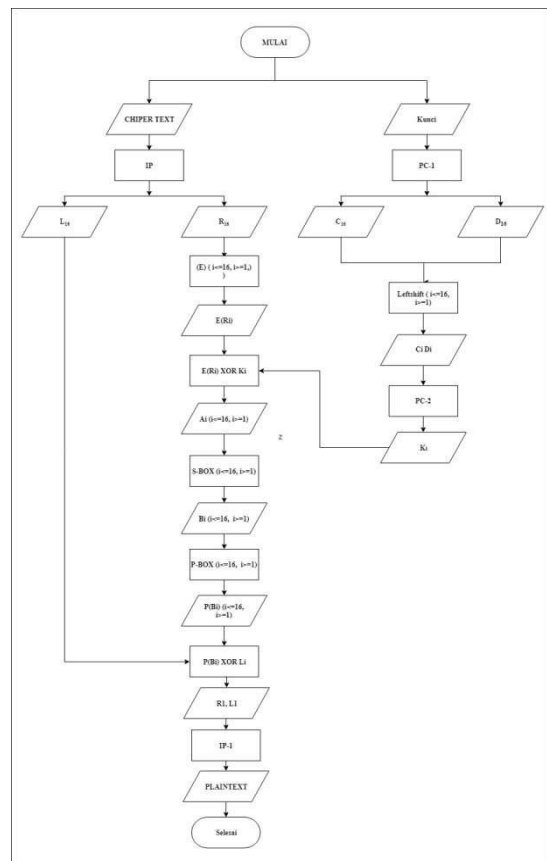 MULAI
CHIPER TEXT
Kunci
IP
PC-1
L16
R16
C16
D16
(E) ( i<=16, i>=1,)
)
Leftshift ( i<=16,
i>=1)
E(Ri)
Ci Di
E(Ri) XOR Ki
PC-2
Ai (i<=16, i>=1)
Z
Ki
S-BOX (i<=16, i>=1)
Bi (i<=16, i>=1)
P-BOX (i<=16, i>=1)
P(Bi) (i<=16,
i>=1)
P(Bi) XOR Li
R1, L1
IP-1
PLAINTEXT
Selesai